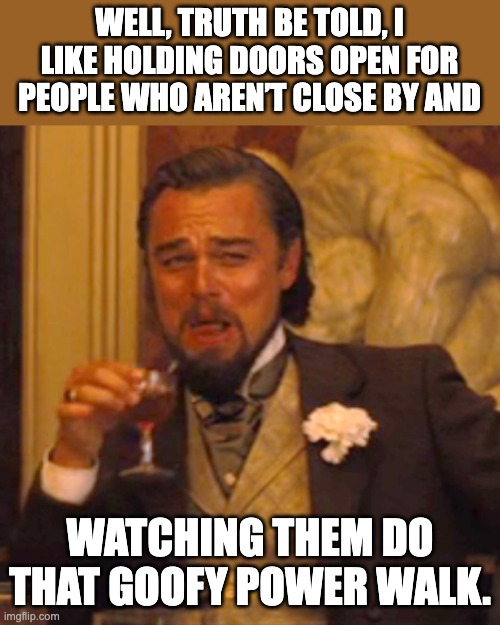 WELL, TRUTH BE TOLD, I
LIKE HOLDING DOORS OPEN FOR
PEOPLE WHO AREN'T CLOSE BY AND
WATCHING THEM DO
THAT GOOFY POWER WALK.
imgflip.com